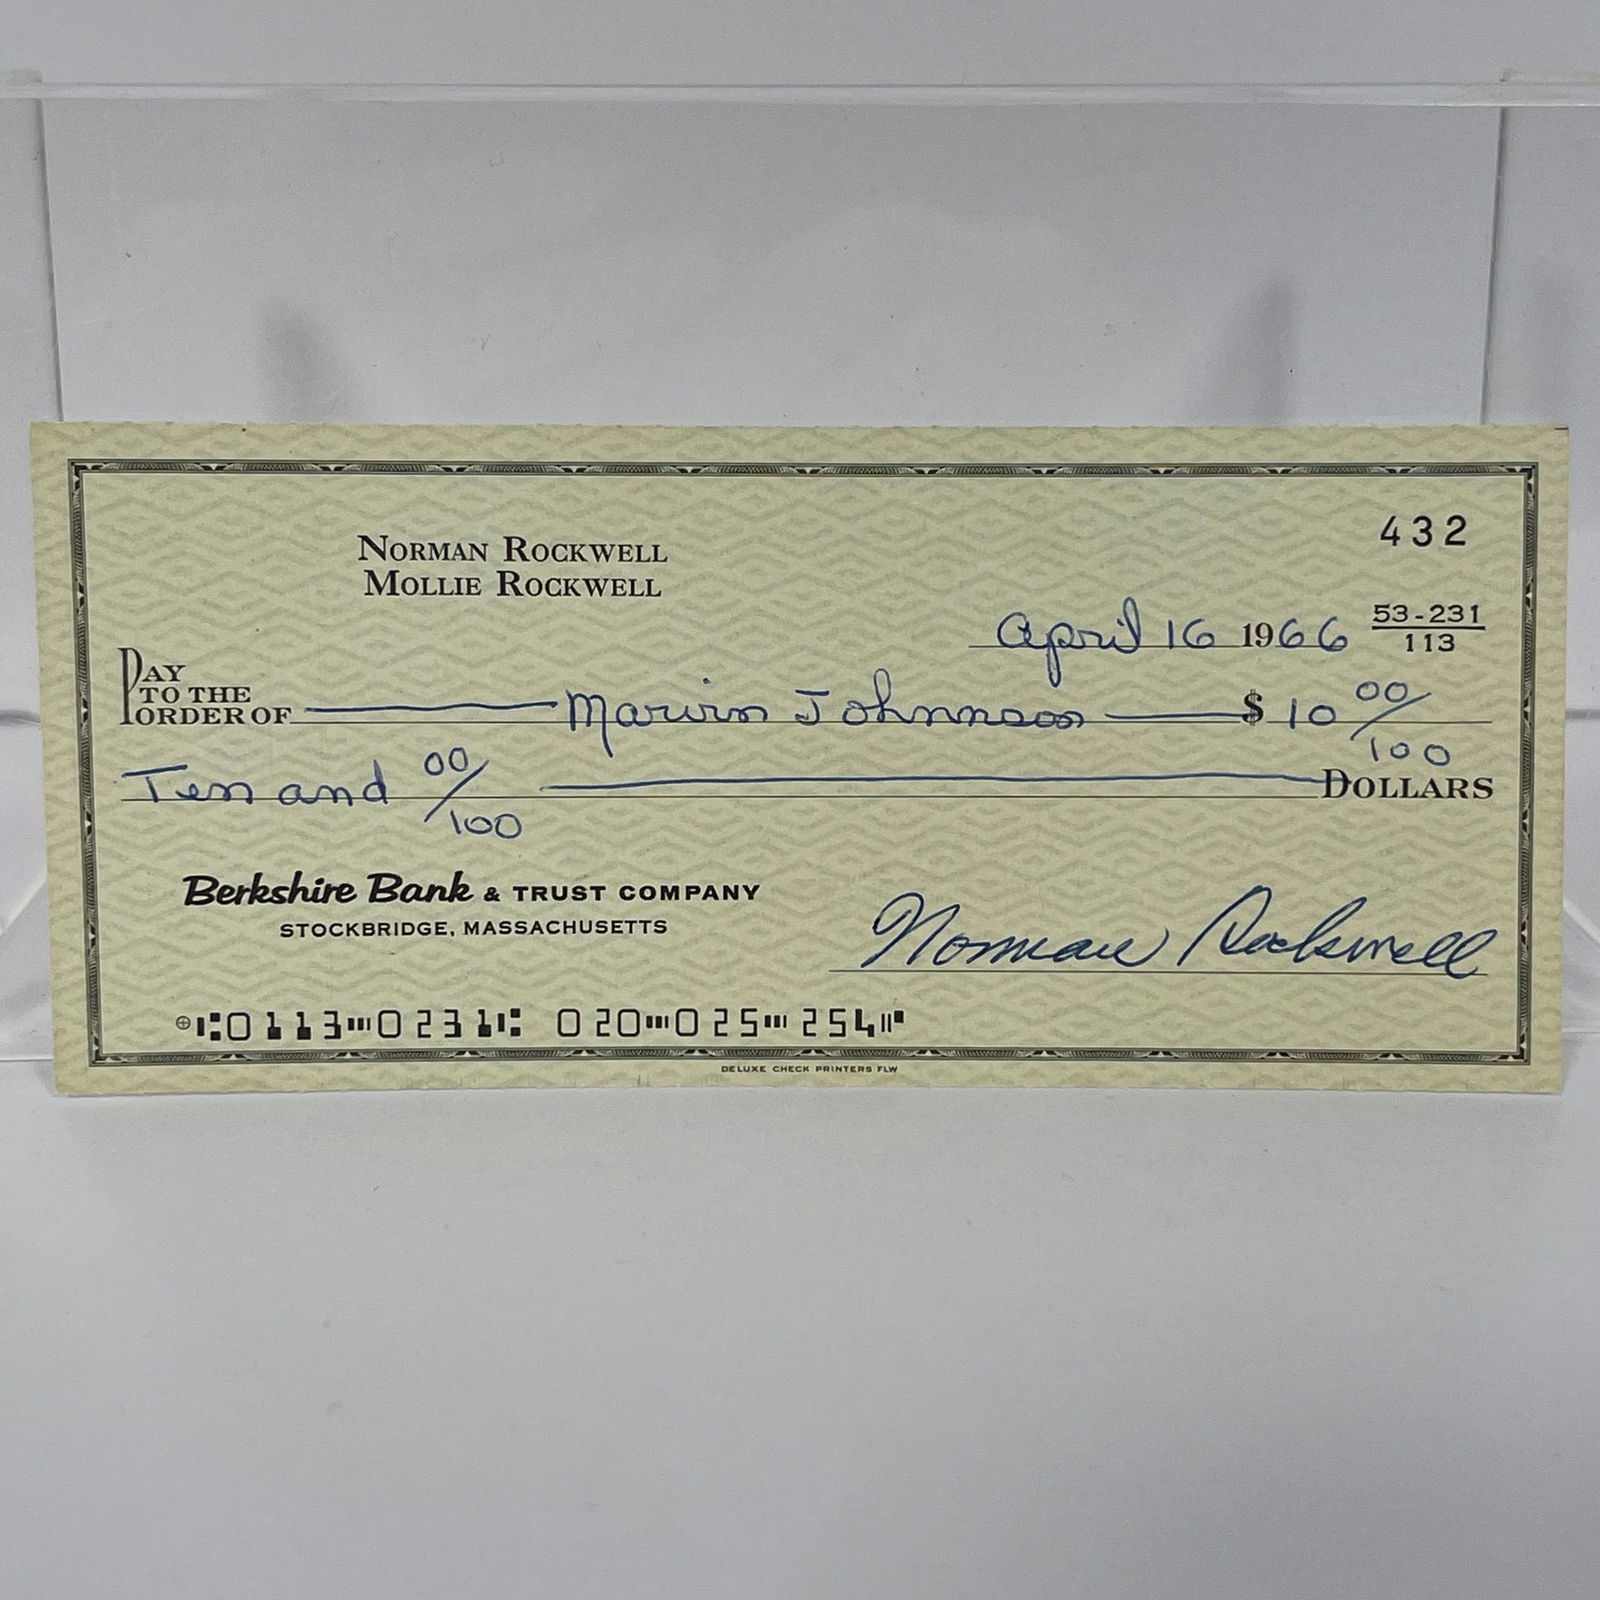 NORMAN ROCKWELL
MOLLIE ROCKWELL
432
April 16 1966
53-231
113
PAY TO THE ORDER OF Marvin Johnnson $ 10 00/100
Ten and 00/100 DOLLARS
Berkshire Bank & TRUST COMPANY
STOCKBRIDGE, MASSACHUSETTS
Norman Rockwell
⑆0113⑉0231⑆ 020⑉025⑉254⑈
DELUXE CHECK PRINTERS FLW